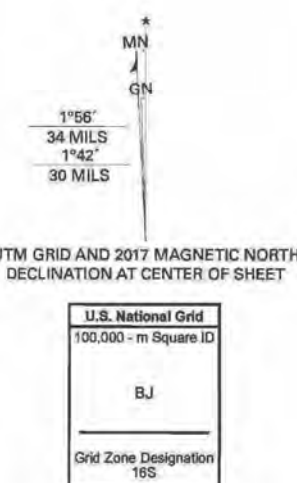 ★
MN
GN
1°56´
34 MILS
1°42´
30 MILS
UTM GRID AND 2017 MAGNETIC NORTH
DECLINATION AT CENTER OF SHEET
U.S. National Grid
100,000 - m Square ID
BJ
Grid Zone Designation
16S